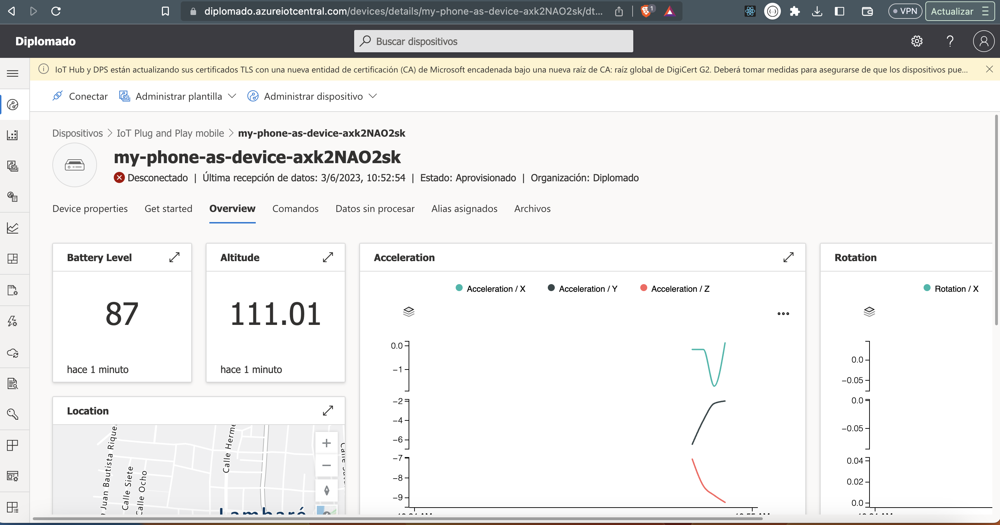 diplomado.azureiotcentral.com/devices/details/my-phone-as-device-axk2NAO2sk/dt...
1
VPN
Actualizar
Diplomado
Buscar dispositivos
IoT Hub y DPS están actualizando sus certificados TLS con una nueva entidad de certificación (CA) de Microsoft encadenada bajo una nueva raíz de CA: raíz global de DigiCert G2. Deberá tomar medidas para asegurarse de que los dispositivos pue...
Conectar
Administrar plantilla
Administrar dispositivo
Dispositivos > IoT Plug and Play mobile > my-phone-as-device-axk2NAO2sk
my-phone-as-device-axk2NAO2sk
Desconectado | Última recepción de datos: 3/6/2023, 10:52:54 | Estado: Aprovisionado | Organización: Diplomado
Device properties
Get started
Overview
Comandos
Datos sin procesar
Alias asignados
Archivos
Battery Level
87
hace 1 minuto
Altitude
111.01
hace 1 minuto
Location
Juan Bautista Rique
Calle Siete
Calle Ocho
Calle Herme
Lambaré
Acceleration
Acceleration / X
Acceleration / Y
Acceleration / Z
0.0
−1
−2
−4
−6
−7
−8
−9
Rotation
Rotation / X
0.0
−0.05
0.0
−0.05
0.04
0.02
0.0